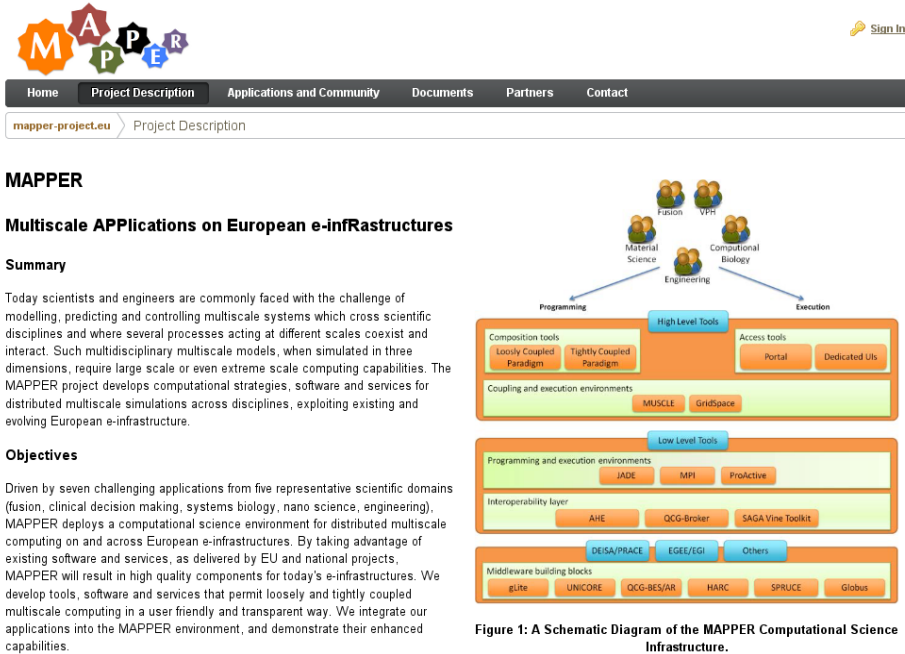 MAPPER
Sign In
Home Project Description Applications and Community Documents Partners Contact
mapper-project.eu Project Description
MAPPER
Multiscale APPlications on European e-infRastructures
Summary
Today scientists and engineers are commonly faced with the challenge of
modelling, predicting and controlling multiscale systems which cross scientific
disciplines and where several processes acting at different scales coexist and
interact. Such multidisciplinary multiscale models, when simulated in three
dimensions, require large scale or even extreme scale computing capabilities. The
MAPPER project develops computational strategies, software and services for
distributed multiscale simulations across disciplines, exploiting existing and
evolving European e-infrastructure.
Objectives
Driven by seven challenging applications from five representative scientific domains
(fusion, clinical decision making, systems biology, nano science, engineering),
MAPPER deploys a computational science environment for distributed multiscale
computing on and across European e-infrastructures. By taking advantage of
existing software and services, as delivered by EU and national projects,
MAPPER will result in high quality components for today's e-infrastructures. We
develop tools, software and services that permit loosely and tightly coupled
multiscale computing in a user friendly and transparent way. We integrate our
applications into the MAPPER environment, and demonstrate their enhanced
capabilities.
Fusion VPH
Material
Science
Computional
Biology
Engineering
Programming Execution
High Level Tools
Composition tools
Loosly Coupled
Paradigm
Tightly Coupled
Paradigm
Access tools
Portal Dedicated UIs
Coupling and execution environments
MUSCLE GridSpace
Low Level Tools
Programming and execution environments
JADE MPI ProActive
Interoperability layer
AHE QCG-Broker SAGA Vine Toolkit
DEISA/PRACE EGEE/EGI Others
Middleware building blocks
gLite UNICORE QCG-BES/AR HARC SPRUCE Globus
Figure 1: A Schematic Diagram of the MAPPER Computational Science
Infrastructure.